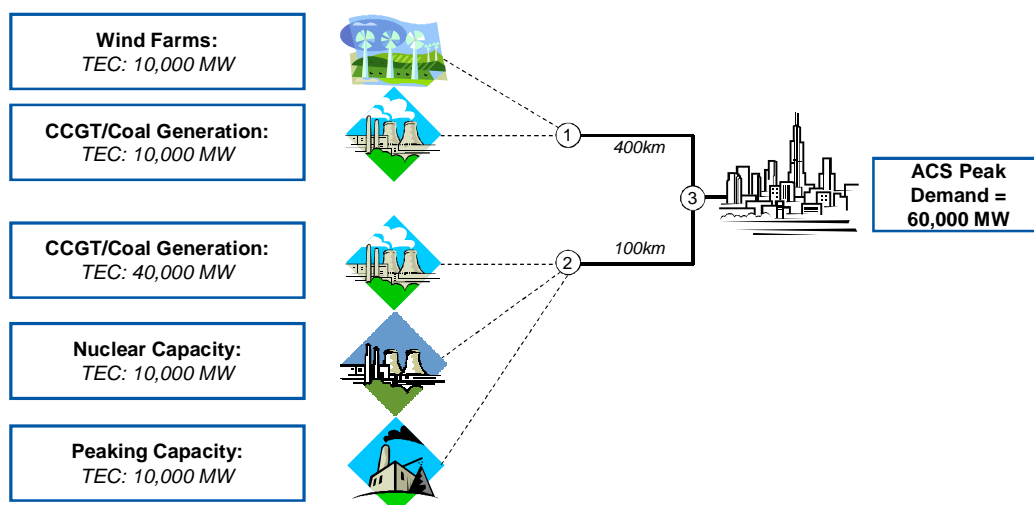 Wind Farms:
TEC: 10,000 MW
CCGT/Coal Generation:
TEC: 10,000 MW
1
400km
3
ACS Peak
Demand =
60,000 MW
CCGT/Coal Generation:
TEC: 40,000 MW
2
100km
Nuclear Capacity:
TEC: 10,000 MW
Peaking Capacity:
TEC: 10,000 MW